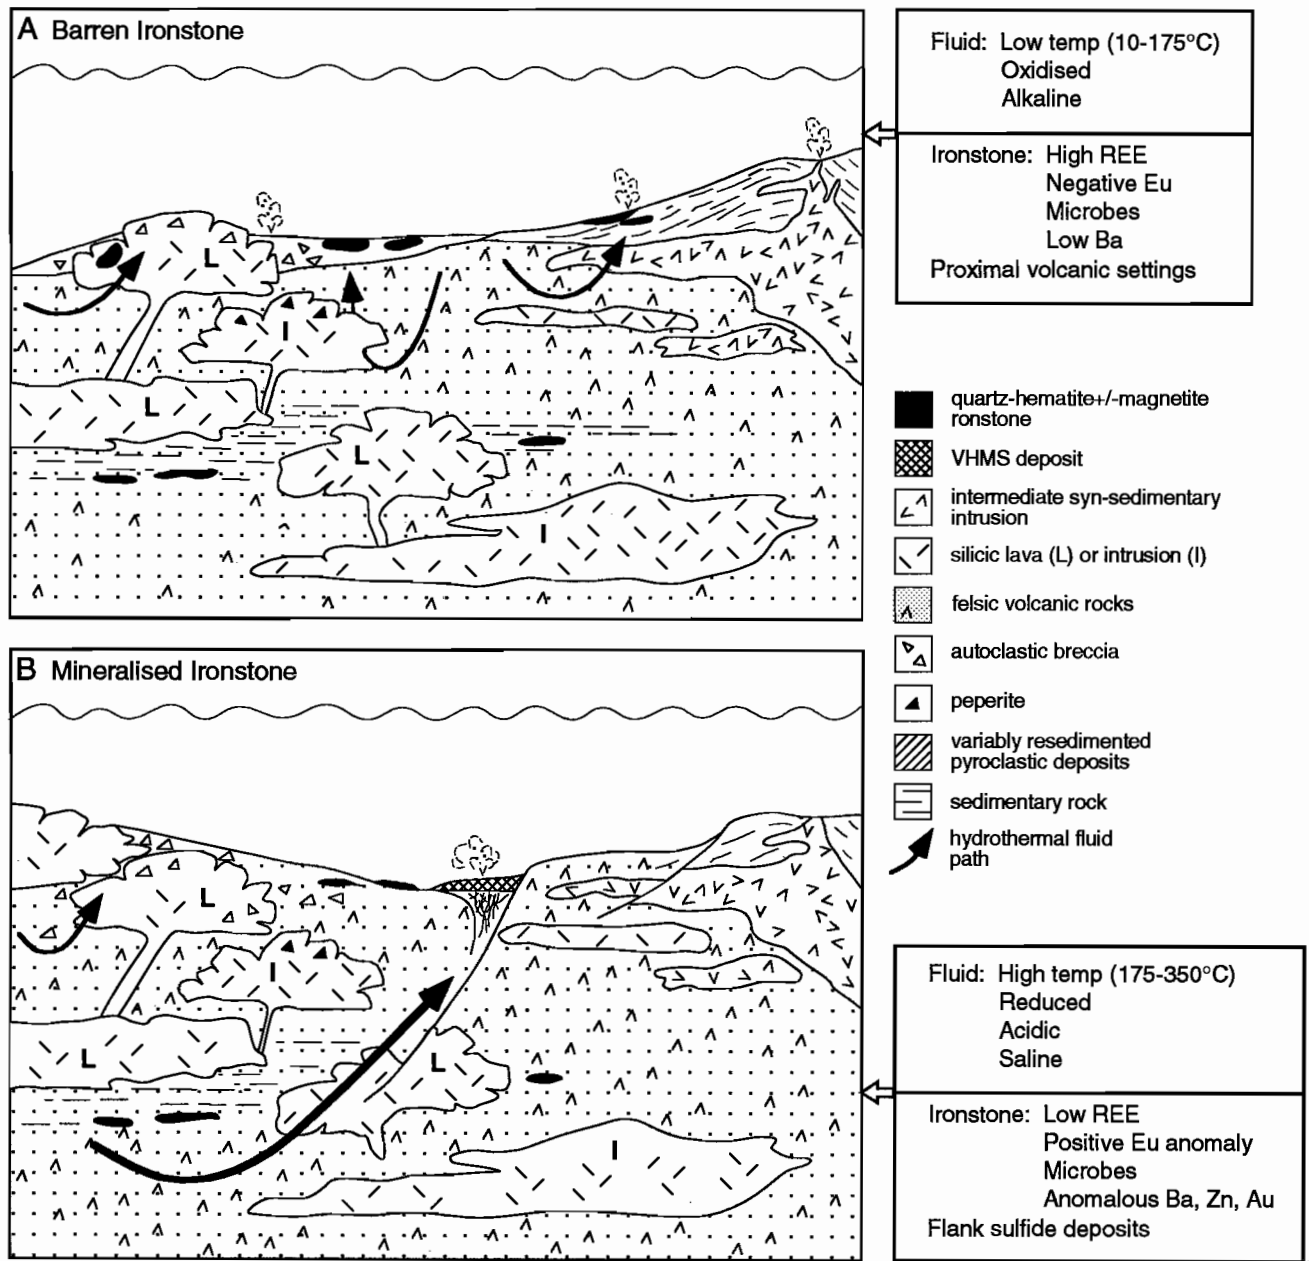 A Barren Ironstone
L
I
L
L
I
Fluid: Low temp (10-175°C)
Oxidised
Alkaline
Ironstone: High REE
Negative Eu
Microbes
Low Ba
Proximal volcanic settings
quartz-hematite+/-magnetite
ronstone
VHMS deposit
intermediate syn-sedimentary
intrusion
silicic lava (L) or intrusion (I)
felsic volcanic rocks
autoclastic breccia
peperite
variably resedimented
pyroclastic deposits
sedimentary rock
hydrothermal fluid
path
B Mineralised Ironstone
L
I
L
L
I
Fluid: High temp (175-350°C)
Reduced
Acidic
Saline
Ironstone: Low REE
Positive Eu anomaly
Microbes
Anomalous Ba, Zn, Au
Flank sulfide deposits